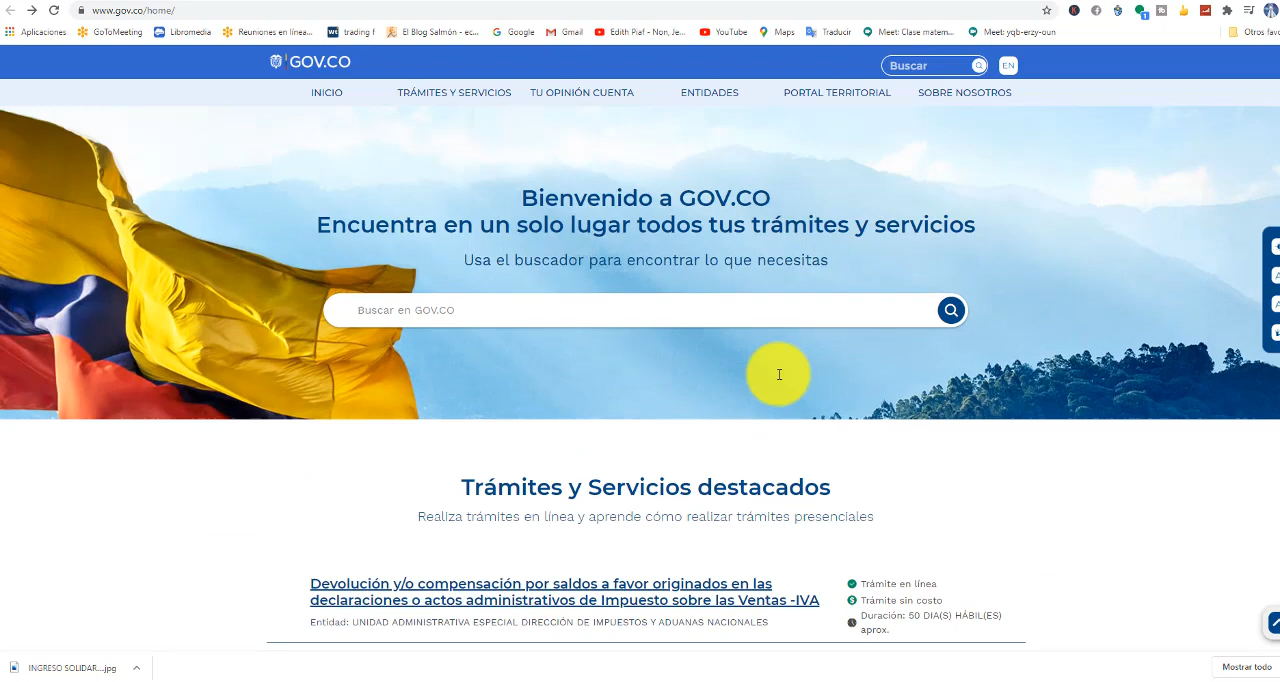 www.gov.co/home/
Aplicaciones GoToMeeting Libromedia Reuniones en línea... trading f El Blog Salmón - ec... Google Gmail Edith Piaf - Non, Je... YouTube Maps Traducir Meet: Clase matem... Meet: yqb-erzy-oun Otros favo
GOV.CO Buscar EN
INICIO TRÁMITES Y SERVICIOS TU OPINIÓN CUENTA ENTIDADES PORTAL TERRITORIAL SOBRE NOSOTROS
Bienvenido a GOV.CO
Encuentra en un solo lugar todos tus trámites y servicios
Usa el buscador para encontrar lo que necesitas
Buscar en GOV.CO
Trámites y Servicios destacados
Realiza trámites en línea y aprende cómo realizar trámites presenciales
Devolución y/o compensación por saldos a favor originados en las
declaraciones o actos administrativos de Impuesto sobre las Ventas -IVA
Entidad: UNIDAD ADMINISTRATIVA ESPECIAL DIRECCIÓN DE IMPUESTOS Y ADUANAS NACIONALES
Trámite en línea
Trámite sin costo
Duración: 50 DIA(S) HÁBIL(ES)
aprox.
INGRESO SOLIDAR....jpg Mostrar todo